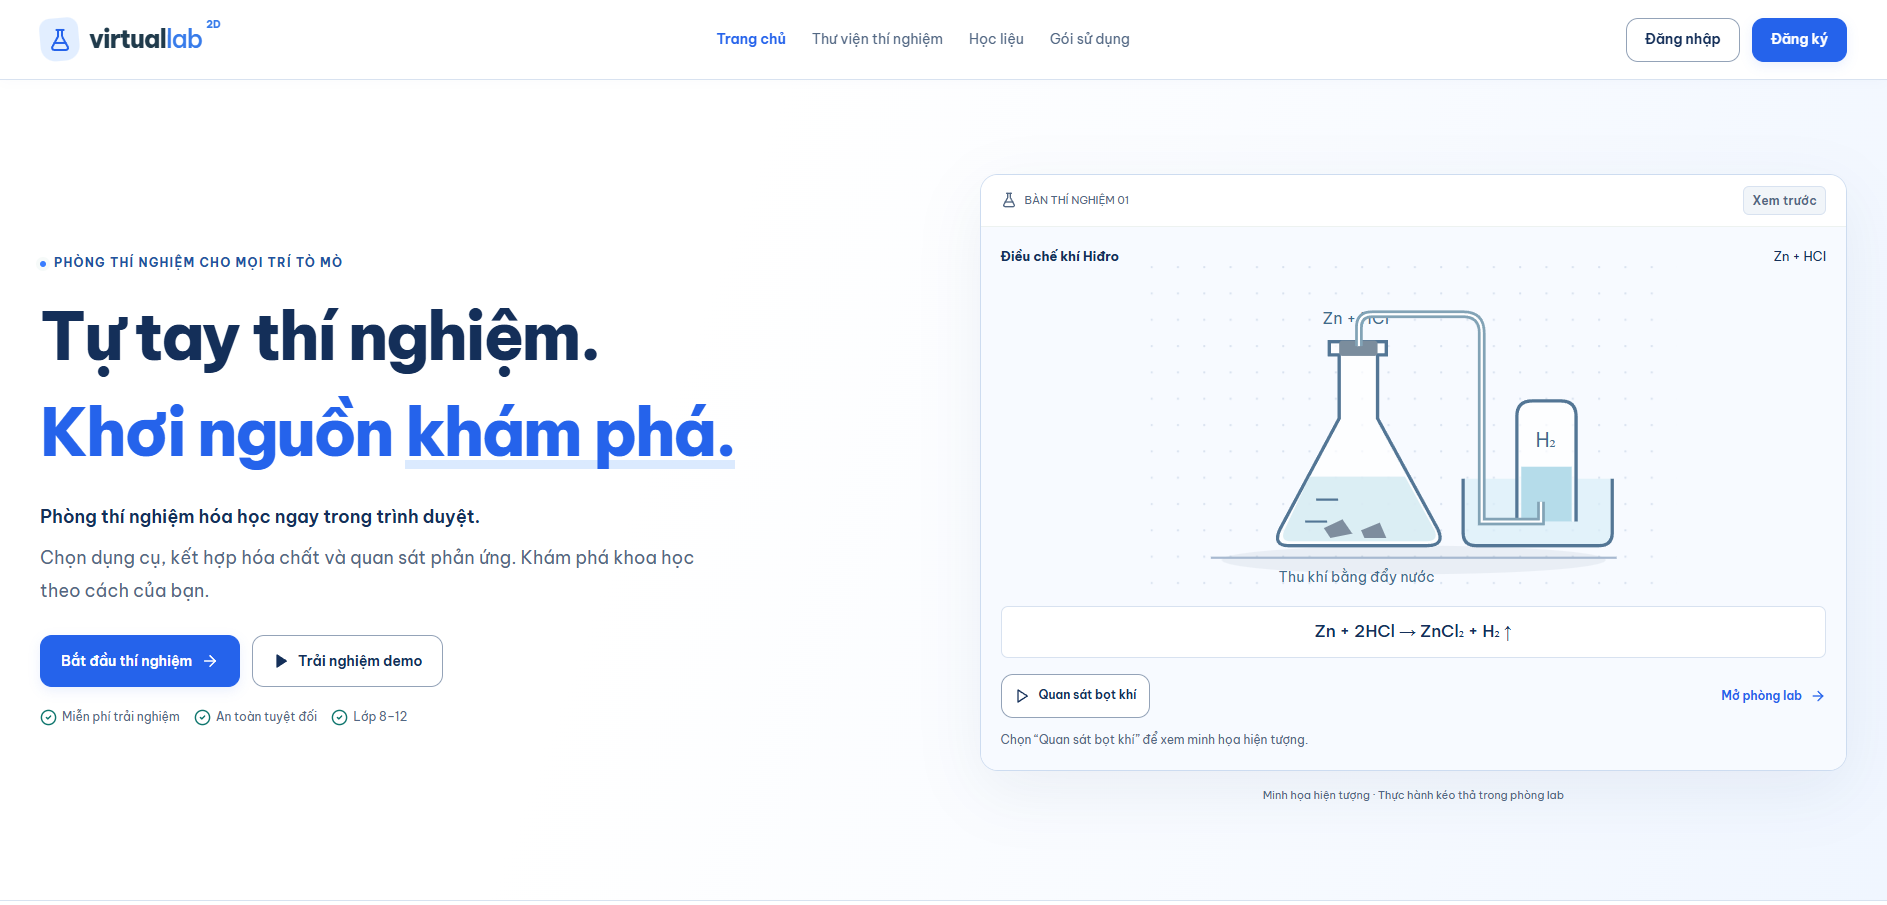 virtuallab 2D
Trang chủ
Thư viện thí nghiệm
Học liệu
Gói sử dụng
Đăng nhập
Đăng ký
PHÒNG THÍ NGHIỆM CHO MỌI TRÍ TÒ MÒ
Tự tay thí nghiệm.
Khơi nguồn khám phá.
Phòng thí nghiệm hóa học ngay trong trình duyệt.
Chọn dụng cụ, kết hợp hóa chất và quan sát phản ứng. Khám phá khoa học
theo cách của bạn.
Bắt đầu thí nghiệm
Trải nghiệm demo
Miễn phí trải nghiệm
An toàn tuyệt đối
Lớp 8–12
BÀN THÍ NGHIỆM 01
Xem trước
Điều chế khí Hiđro
Zn + HCl
Zn + HCl
H₂
Thu khí bằng đẩy nước
Zn + 2HCl → ZnCl₂ + H₂ ↑
Quan sát bọt khí
Mở phòng lab
Chọn “Quan sát bọt khí” để xem minh họa hiện tượng.
Minh họa hiện tượng · Thực hành kéo thả trong phòng lab